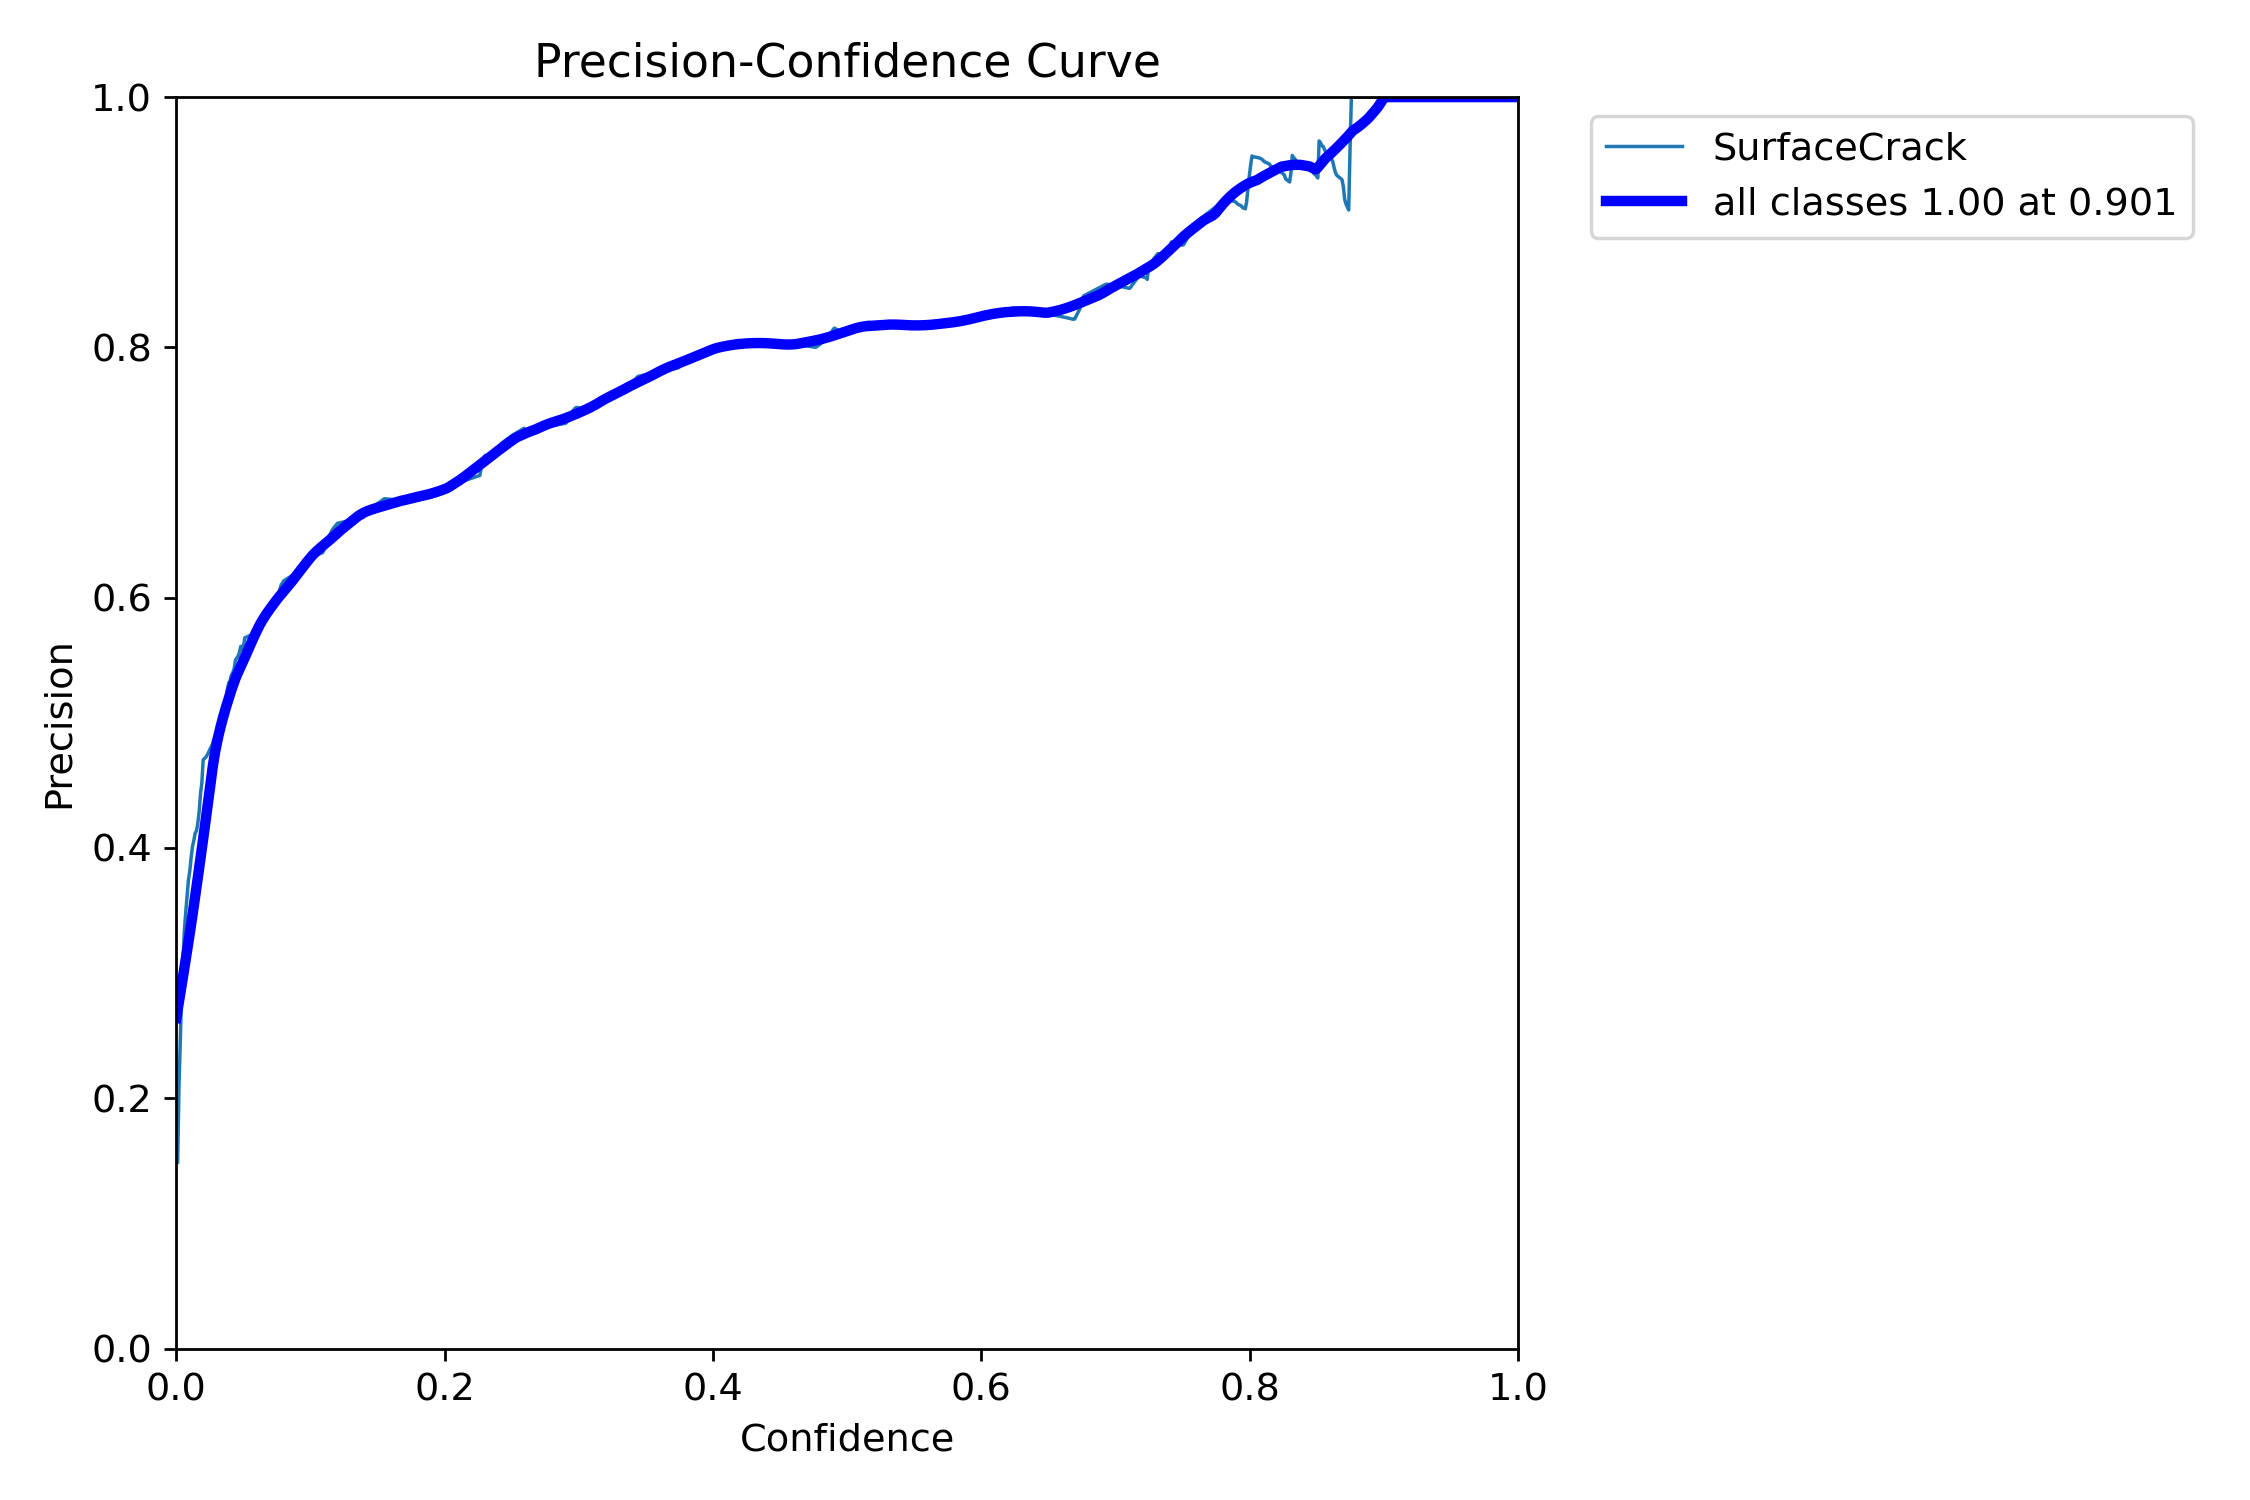 Precision-Confidence Curve
1.0
0.8
0.6
0.4
0.2
0.0
Precision
0.0 0.2 0.4 0.6 0.8 1.0
Confidence
SurfaceCrack
all classes 1.00 at 0.901